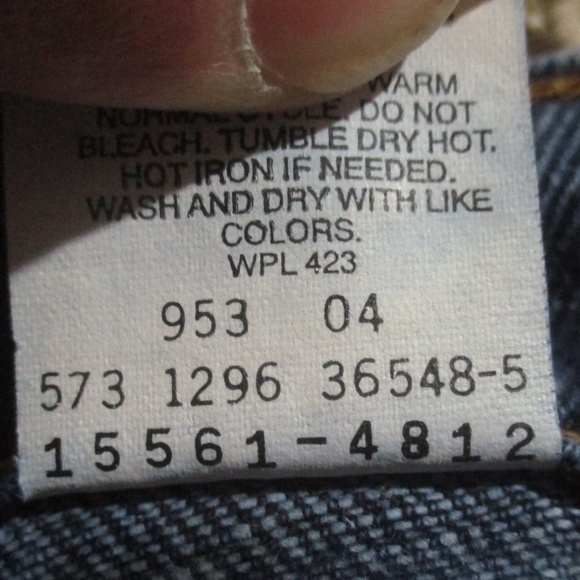 WARM
NORMAL CYCLE. DO NOT
BLEACH. TUMBLE DRY HOT.
HOT IRON IF NEEDED.
WASH AND DRY WITH LIKE
COLORS.
WPL 423
953 04
573 1296 36548-5
15561-4812